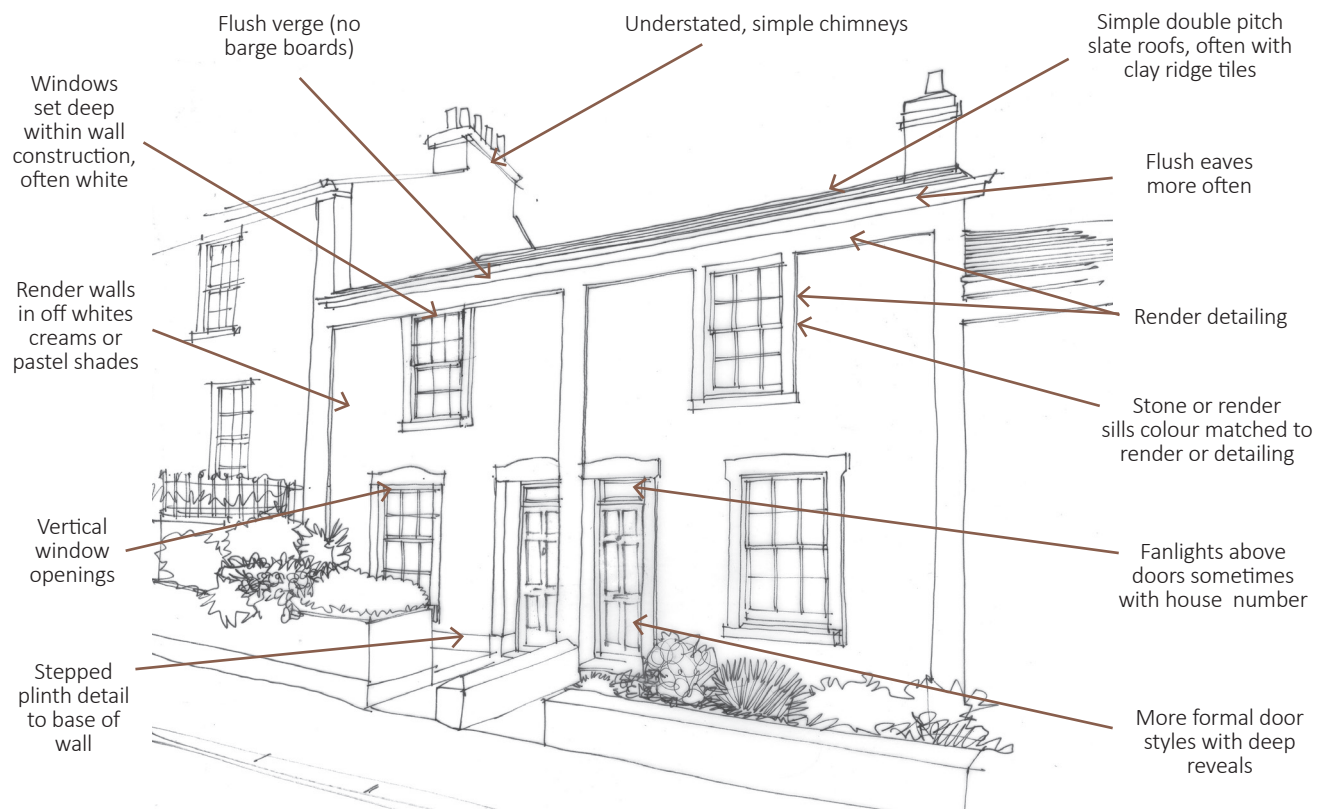 Flush verge (no
barge boards)
Understated, simple chimneys
Simple double pitch
slate roofs, often with
clay ridge tiles
Windows
set deep
within wall
construction,
often white
Flush eaves
more often
Render walls
in off whites
creams or
pastel shades
Render detailing
Stone or render
sills colour matched to
render or detailing
Vertical
window
openings
Fanlights above
doors sometimes
with house number
Stepped
plinth detail
to base of
wall
More formal door
styles with deep
reveals